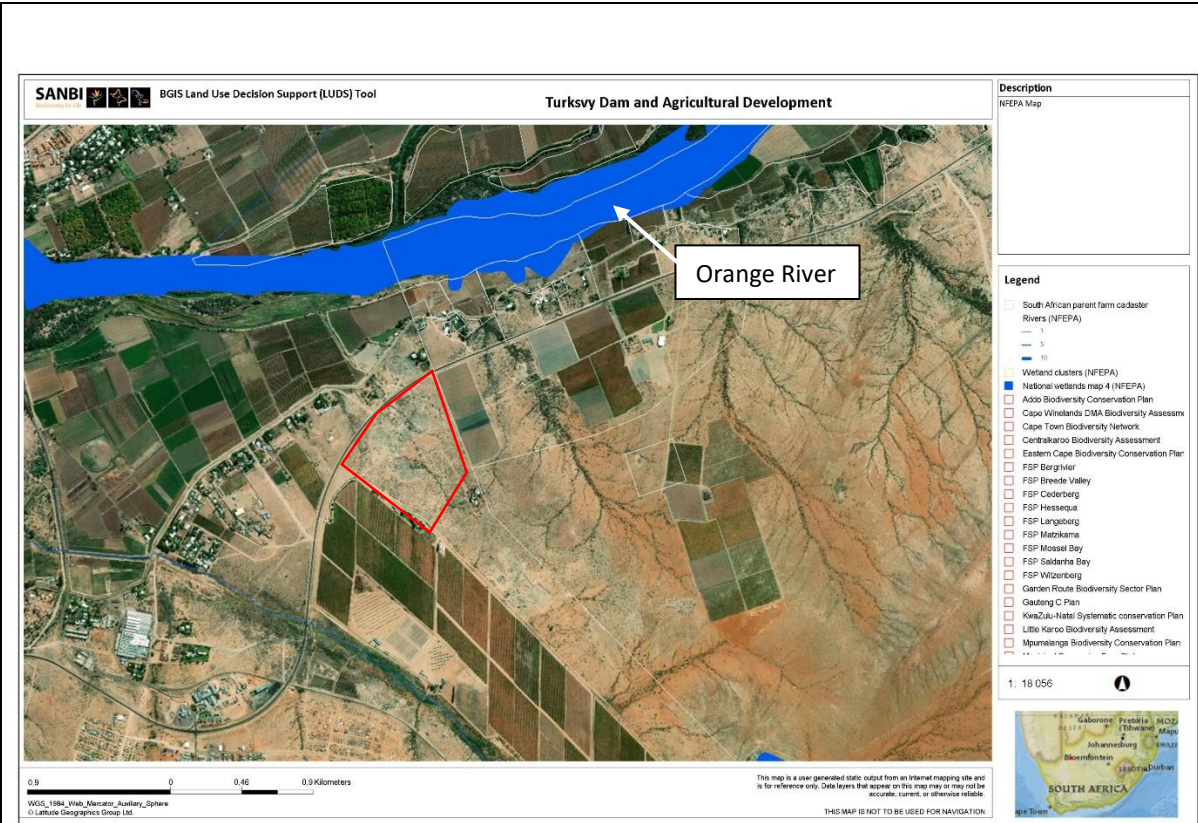 SANBI
Biodiversity for Life
BGIS Land Use Decision Support (LUDS) Tool
Turksvy Dam and Agricultural Development
Description
NFEPA Map
Orange River
Legend
South African parent farm cadaster
Rivers (NFEPA)
1
5
10
Wetland clusters (NFEPA)
National wetlands map 4 (NFEPA)
Addo Biodiversity Conservation Plan
Cape Winelands DMA Biodiversity Assessme
Cape Town Biodiversity Network
Centralkaroo Biodiversity Assessment
Eastern Cape Biodiversity Conservation Plan
FSP Bergrivier
FSP Breede Valley
FSP Cederberg
FSP Hessequa
FSP Langeberg
FSP Matzikama
FSP Mossel Bay
FSP Saldanha Bay
FSP Witzenberg
Garden Route Biodiversity Sector Plan
Gauteng C Plan
KwaZulu-Natal Systematic conservation Plan
Little Karoo Biodiversity Assessment
Mpumalanga Biodiversity Conservation Plan
1: 18 056
Gaborone Pretoria MOZA
DESERT (Tshwane) Mapu
Johannesburg SWAZI
Bloemfontein
LESOTHO Durban
SOUTH AFRICA
ape Town
0.9 0 0.46 0.9 Kilometers
WGS_1984_Web_Mercator_Auxiliary_Sphere
© Latitude Geographics Group Ltd.
This map is a user generated static output from an Internet mapping site and
is for reference only. Data layers that appear on this map may or may not be
accurate, current, or otherwise reliable.
THIS MAP IS NOT TO BE USED FOR NAVIGATION